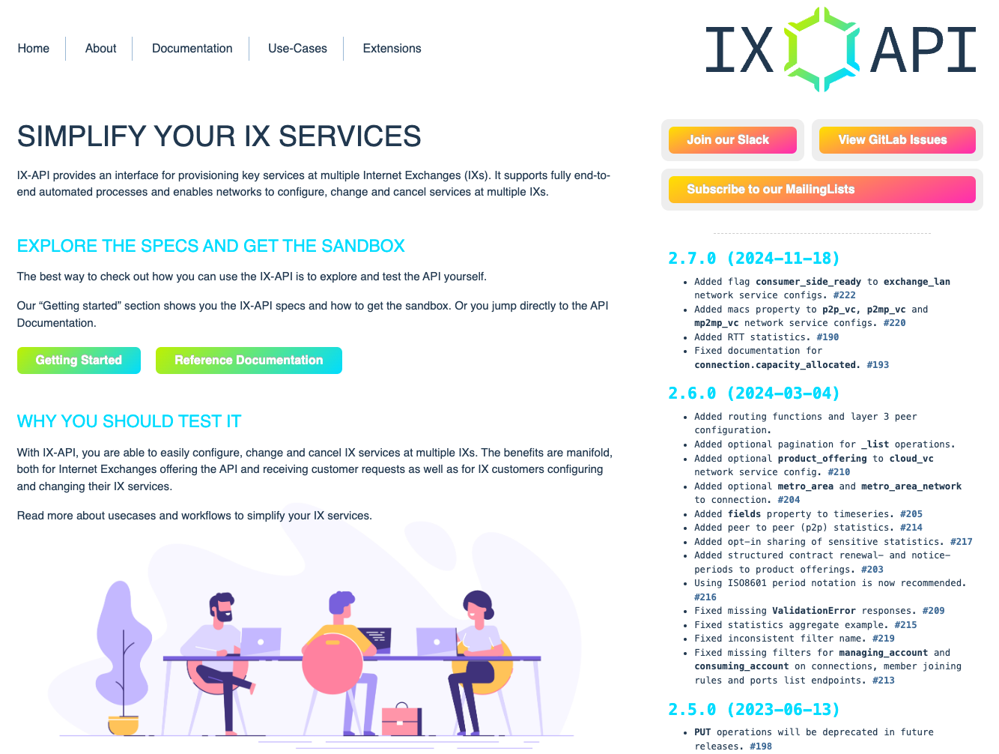 Home
About
Documentation
Use-Cases
Extensions
IX API
SIMPLIFY YOUR IX SERVICES
IX-API provides an interface for provisioning key services at multiple Internet Exchanges (IXs). It supports fully end-to-
end automated processes and enables networks to configure, change and cancel services at multiple IXs.
EXPLORE THE SPECS AND GET THE SANDBOX
The best way to check out how you can use the IX-API is to explore and test the API yourself.
Our “Getting started” section shows you the IX-API specs and how to get the sandbox. Or you jump directly to the API
Documentation.
Getting Started
Reference Documentation
WHY YOU SHOULD TEST IT
With IX-API, you are able to easily configure, change and cancel IX services at multiple IXs. The benefits are manifold,
both for Internet Exchanges offering the API and receiving customer requests as well as for IX customers configuring
and changing their IX services.
Read more about usecases and workflows to simplify your IX services.
Join our Slack
View GitLab Issues
Subscribe to our MailingLists
2.7.0 (2024-11-18)
• Added flag consumer_side_ready to exchange_lan
network service configs. #222
• Added macs property to p2p_vc, p2mp_vc and
mp2mp_vc network service configs. #220
• Added RTT statistics. #190
• Fixed documentation for
connection.capacity_allocated. #193
2.6.0 (2024-03-04)
• Added routing functions and layer 3 peer
configuration.
• Added optional pagination for _list operations.
• Added optional product_offering to cloud_vc
network service config. #210
• Added optional metro_area and metro_area_network
to connection. #204
• Added fields property to timeseries. #205
• Added peer to peer (p2p) statistics. #214
• Added opt-in sharing of sensitive statistics. #217
• Added structured contract renewal- and notice-
periods to product offerings. #203
• Using ISO8601 period notation is now recommended.
#216
• Fixed missing ValidationError responses. #209
• Fixed statistics aggregate example. #215
• Fixed inconsistent filter name. #219
• Fixed missing filters for managing_account and
consuming_account on connections, member joining
rules and ports list endpoints. #213
2.5.0 (2023-06-13)
• PUT operations will be deprecated in future
releases. #198